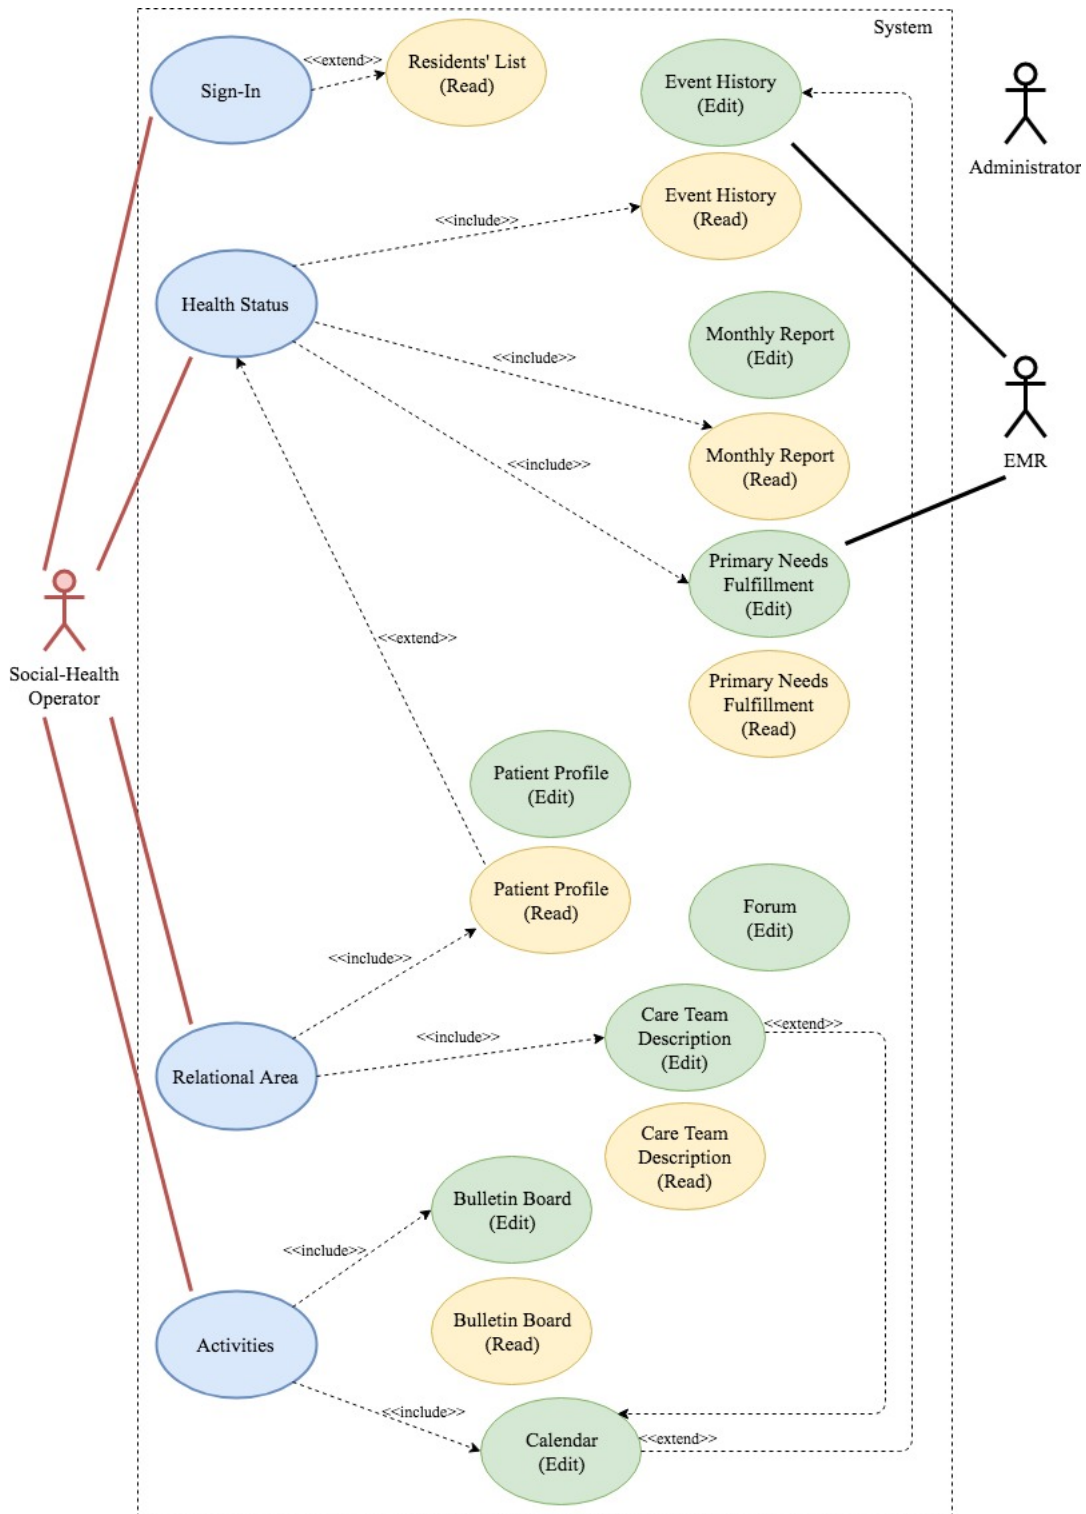 System
Sign-In
<<extend>>
Residents' List
(Read)
Event History
(Edit)
Administrator
Event History
(Read)
<<include>>
Health Status
Monthly Report
(Edit)
<<include>>
Monthly Report
(Read)
EMR
<<include>>
Primary Needs
Fulfillment
(Edit)
<<extend>>
Social-Health
Operator
Primary Needs
Fulfillment
(Read)
Patient Profile
(Edit)
Patient Profile
(Read)
Forum
(Edit)
<<include>>
Care Team
Description
(Edit)
<<extend>>
<<include>>
Relational Area
Care Team
Description
(Read)
Bulletin Board
(Edit)
<<include>>
Bulletin Board
(Read)
Activities
<<include>>
Calendar
(Edit)
<<extend>>